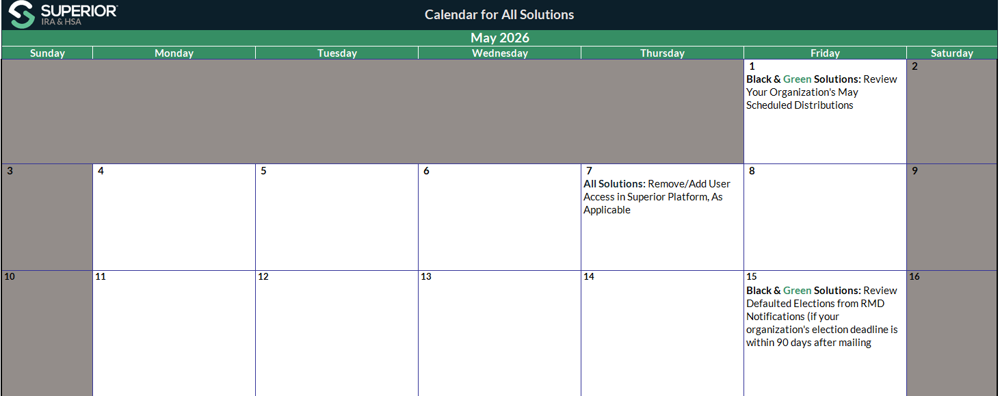 SUPERIOR
IRA & HSA
Calendar for All Solutions
May 2026
Sunday Monday Tuesday Wednesday Thursday Friday Saturday
1
Black & Green Solutions: Review
Your Organization's May
Scheduled Distributions
2
3
4
5
6
7
All Solutions: Remove/Add User
Access in Superior Platform, As
Applicable
8
9
10
11
12
13
14
15
Black & Green Solutions: Review
Defaulted Elections from RMD
Notifications (if your
organization's election deadline is
within 90 days after mailing
16